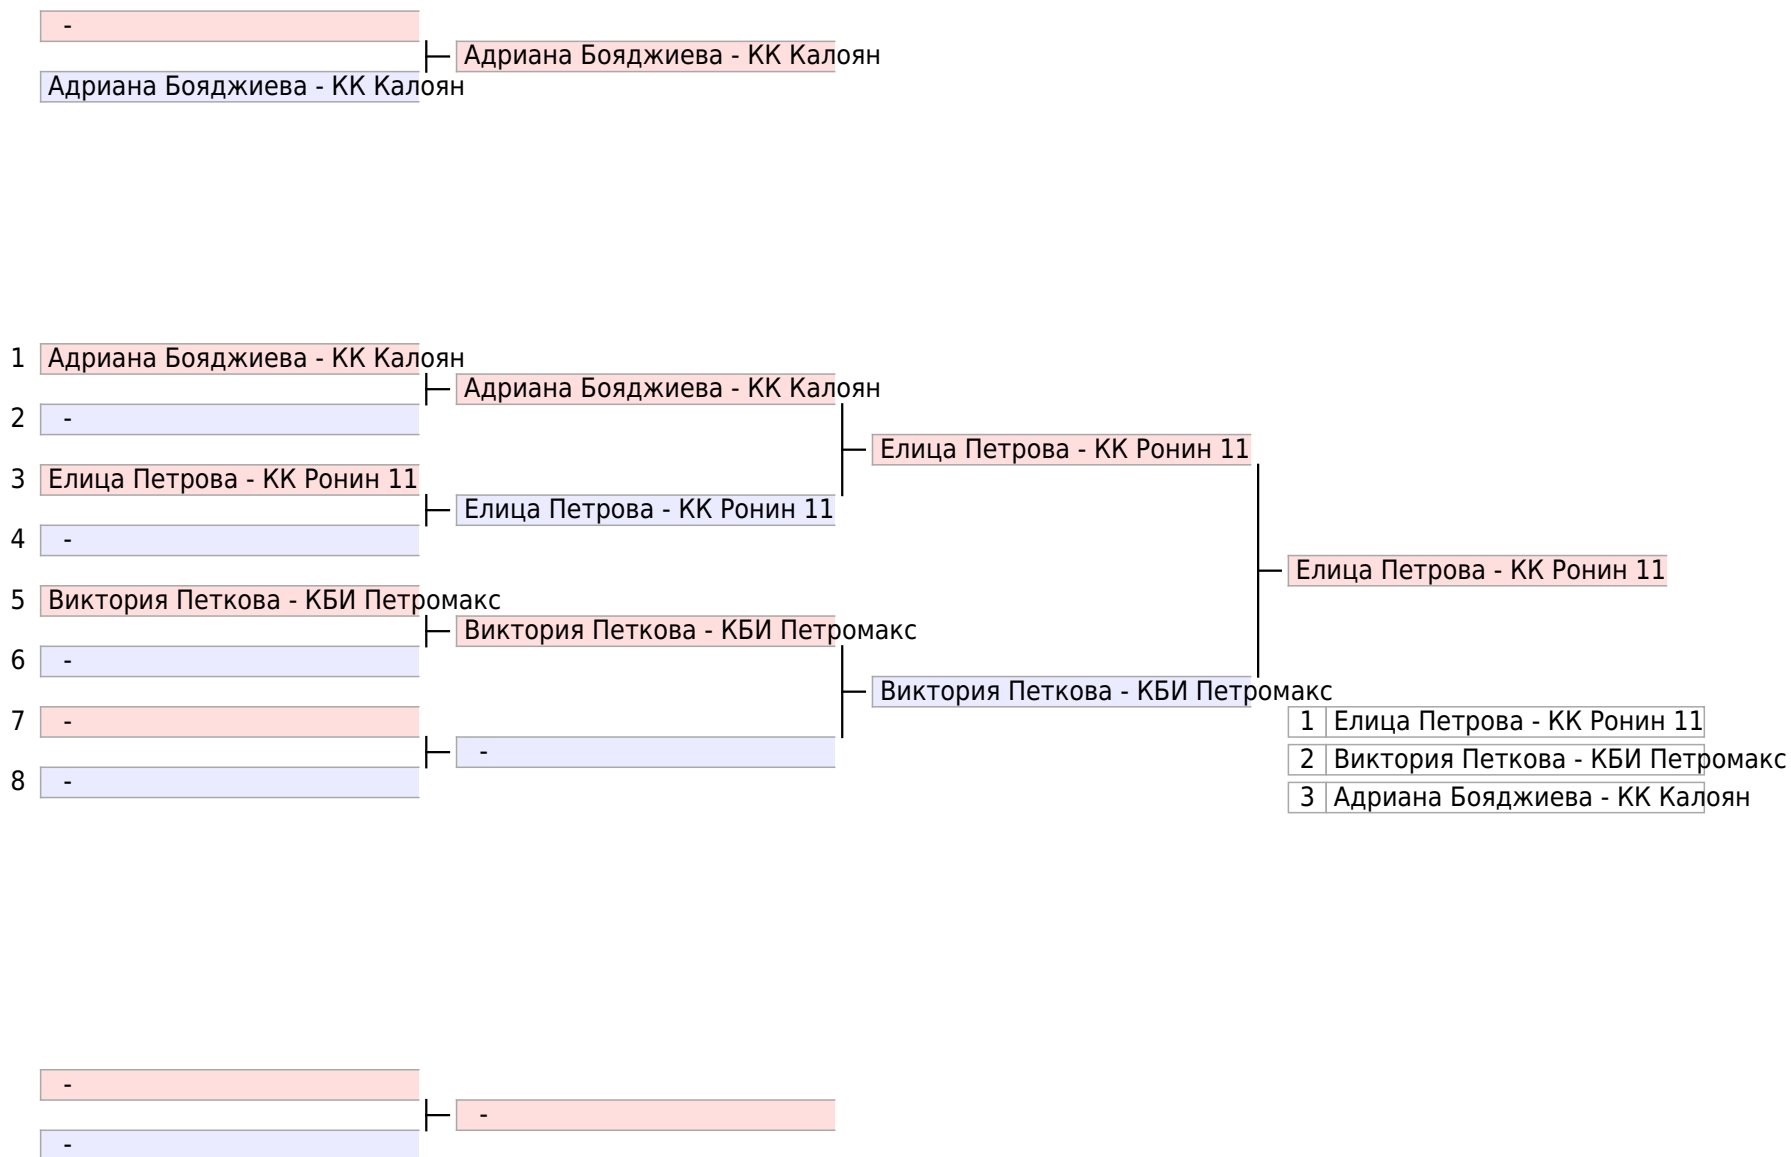 -
Адриана Бояджиева - КК Калоян
Адриана Бояджиева - КК Калоян
1 Адриана Бояджиева - КК Калоян
Адриана Бояджиева - КК Калоян
2 -
Елица Петрова - КК Ронин 11
3 Елица Петрова - КК Ронин 11
Елица Петрова - КК Ронин 11
4 -
Елица Петрова - КК Ронин 11
5 Виктория Петкова - КБИ Петромакс
Виктория Петкова - КБИ Петромакс
6 -
Виктория Петкова - КБИ Петромакс
7 -
1 Елица Петрова - КК Ронин 11
-
2 Виктория Петкова - КБИ Петромакс
8 -
3 Адриана Бояджиева - КК Калоян
-
-
-